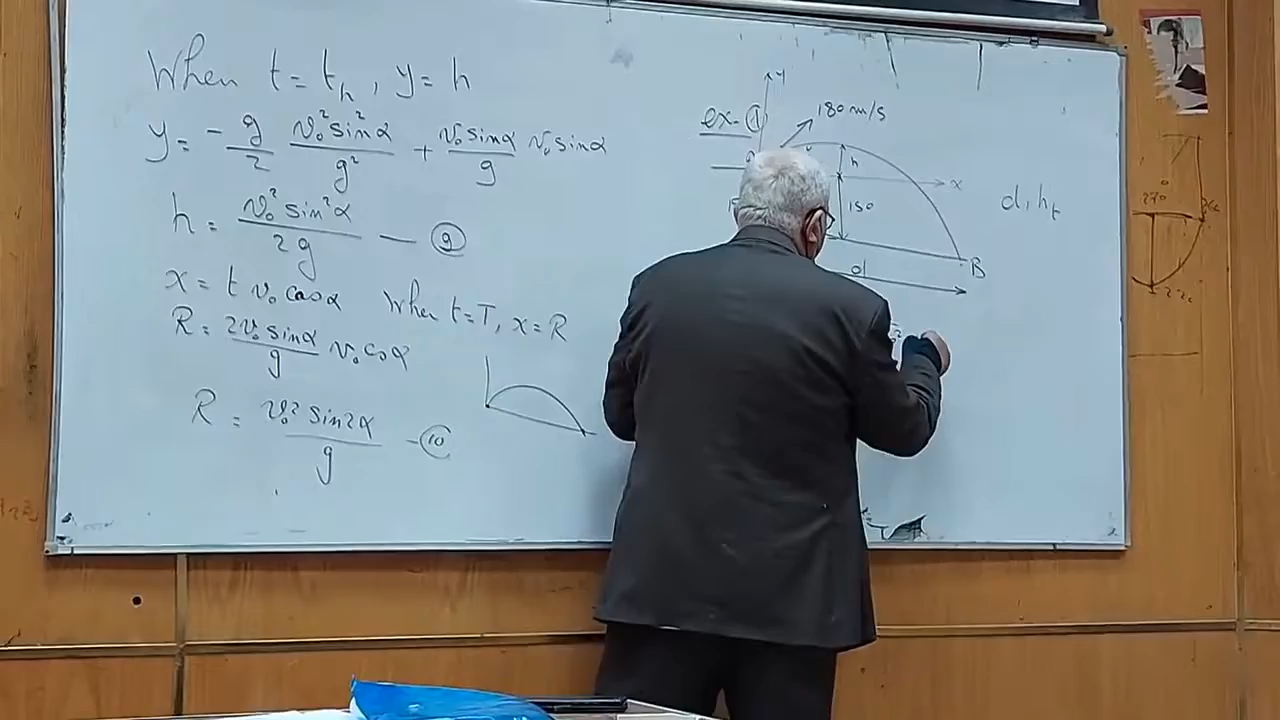 When t = t_h , y = h
y = - g/2 v₀² sin²α / g² + v₀ sinα / g v₀ sinα
h = v₀² sin²α / 2g — ⑨
x = t v₀ cosα When t = T, x = R
R = 2v₀ sinα / g v₀ cosα
R = v₀² sin2α / g - ⑩
y
ex-①
180 m/s
h
x
150
d, h_t
B
d